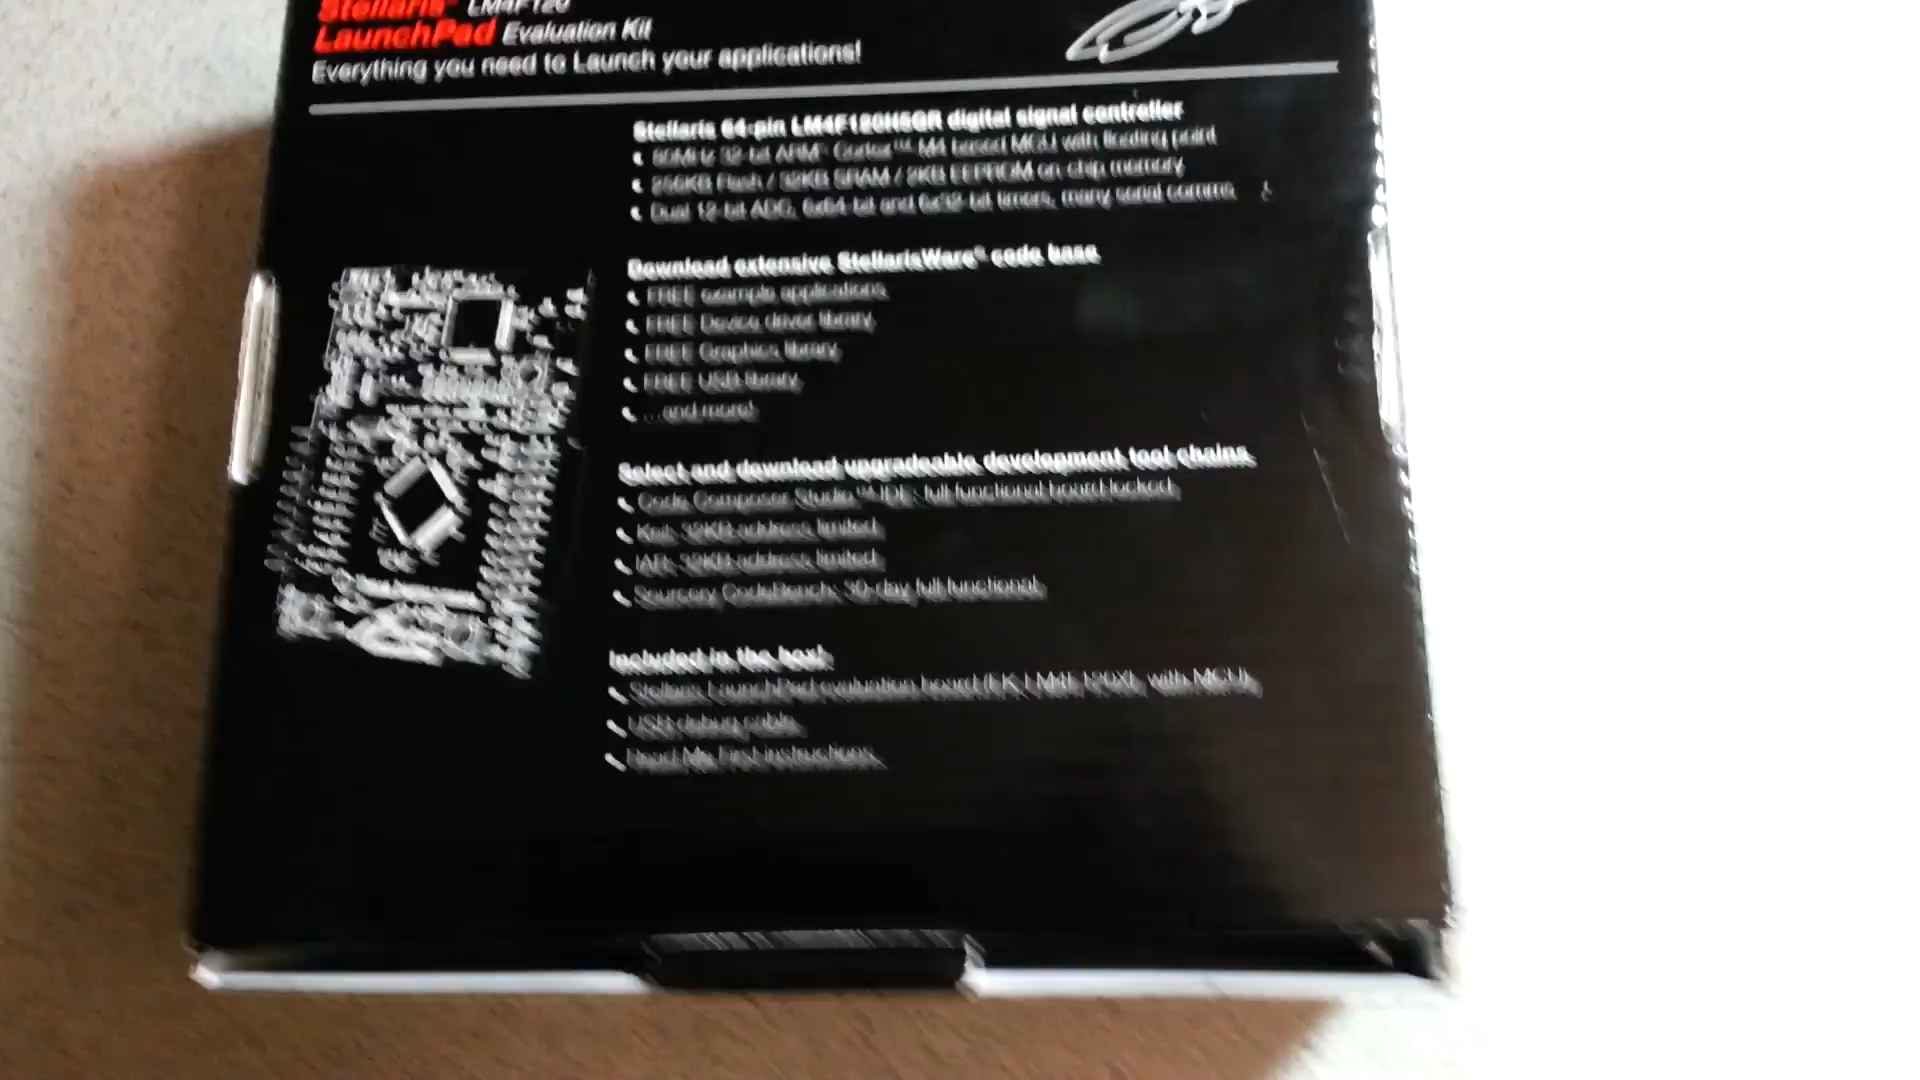 Stellaris® LM4F120
LaunchPad Evaluation Kit
Everything you need to Launch your applications!
Stellaris 64-pin LM4F120H5QR digital signal controller
80MHz 32-bit ARM® Cortex™-M4 based MCU with floating point
256KB Flash / 32KB SRAM / 2KB EEPROM on chip memory
Dual 12-bit ADC, 6x64-bit and 6x32-bit timers, many serial comms.
Download extensive StellarisWare® code base
FREE example applications
FREE Device driver library
FREE Graphics library
FREE USB library
...and more!
Select and download upgradeable development tool chains
Code Composer Studio™ IDE: full functional board locked
Keil: 32KB address limited
IAR: 32KB address limited
Sourcery CodeBench: 30-day full functional
Included in the box!
Stellaris LaunchPad evaluation board (EK-LM4F120XL with MCU)
USB debug cable
Read Me First instructions